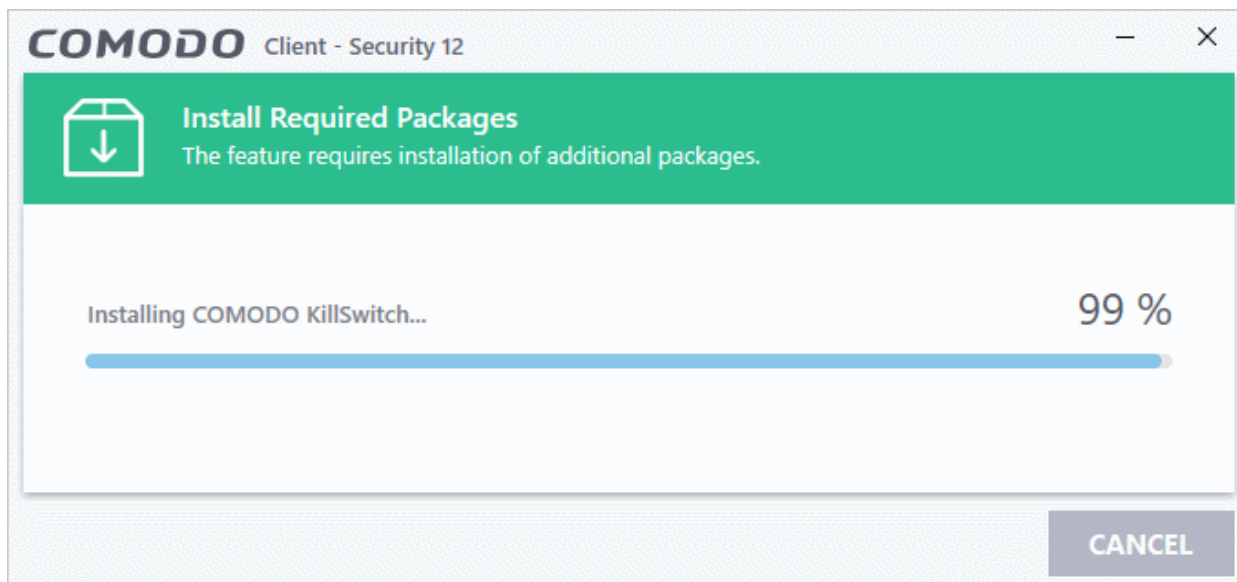 COMODO Client - Security 12
Install Required Packages
The feature requires installation of additional packages.
Installing COMODO KillSwitch...
99 %
CANCEL